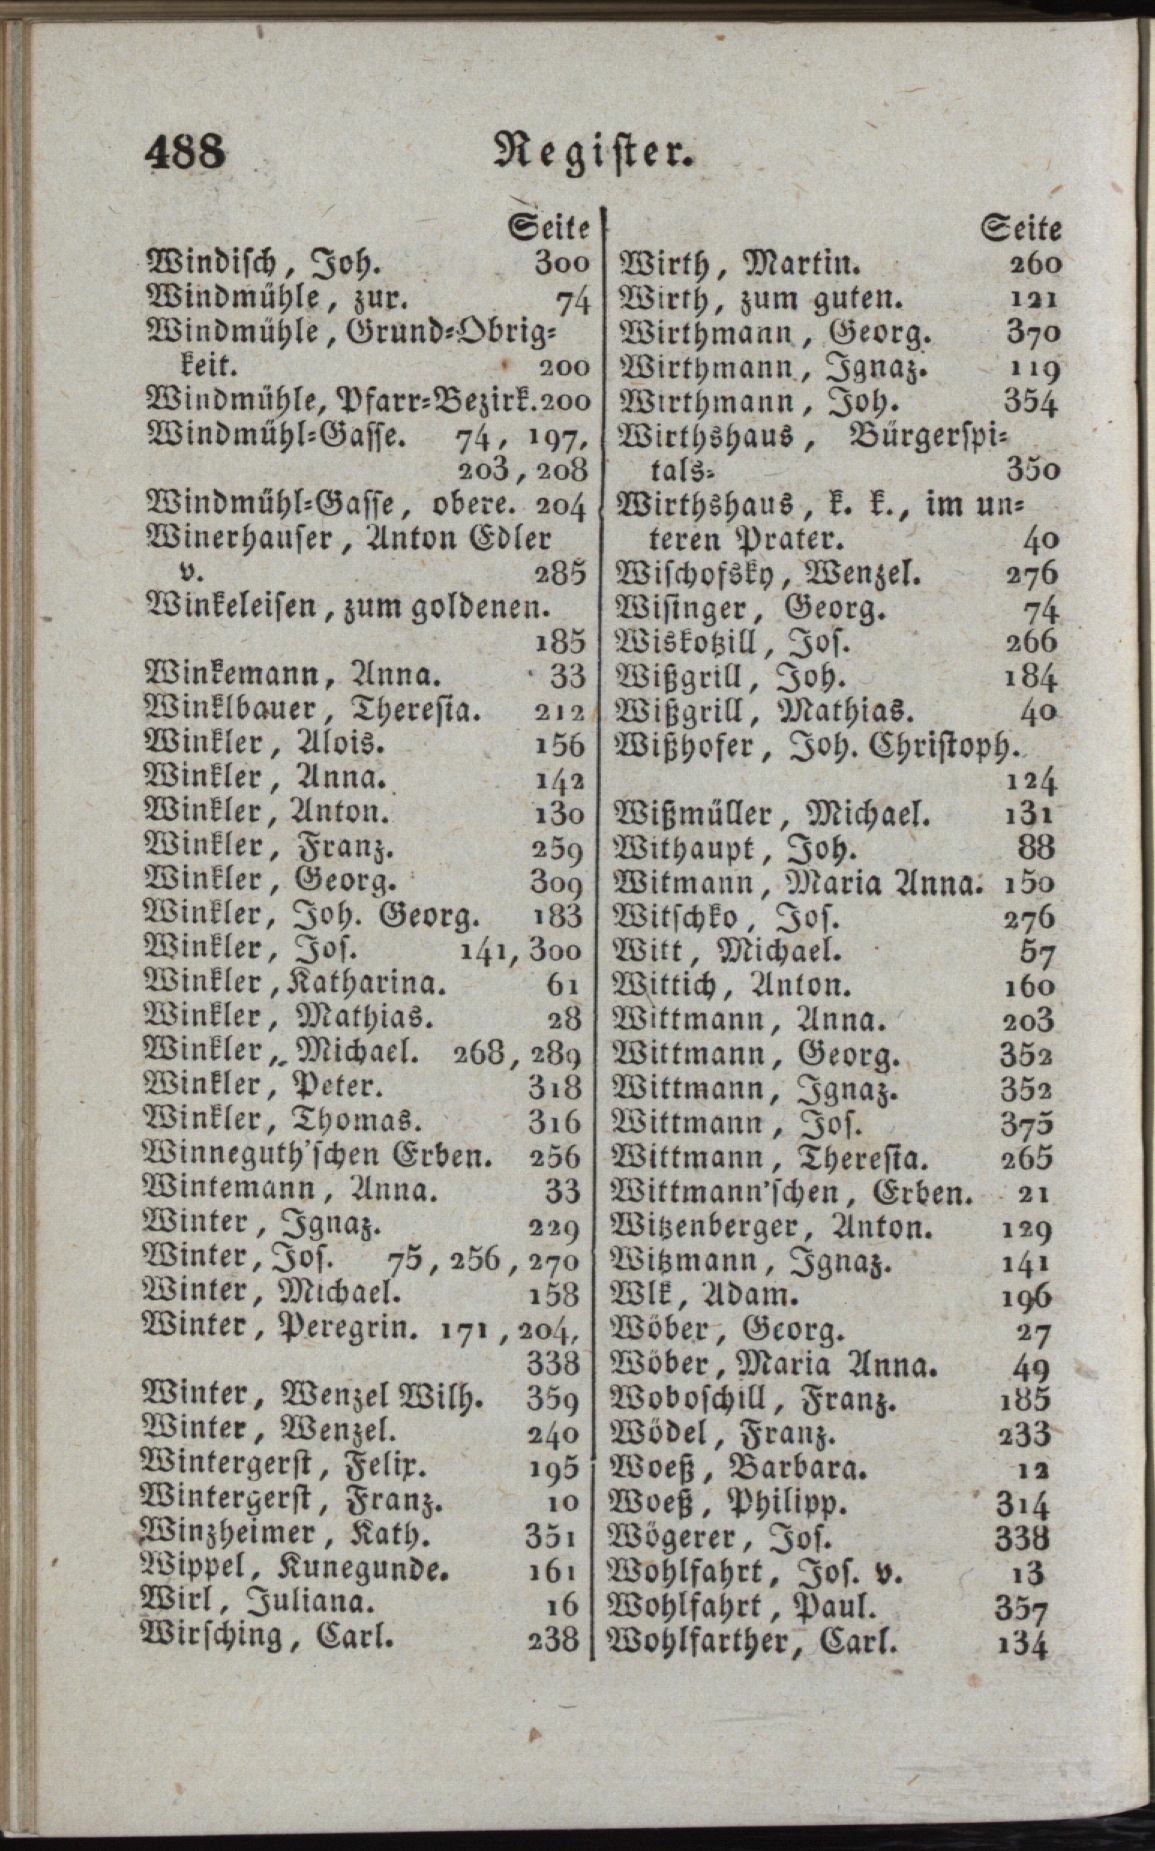 488 Register.
Seite
Windisch, Joh. 300
Windmühle, zur. 74
Windmühle, Grund-Obrig-
keit. 200
Windmühle, Pfarr-Bezirk. 200
Windmühl-Gasse. 74, 197,
203, 208
Windmühl-Gasse, obere. 204
Winerhauser, Anton Edler
v. 285
Winkeleisen, zum goldenen.
185
Winkemann, Anna. 33
Winklbauer, Theresia. 212
Winkler, Alois. 156
Winkler, Anna. 142
Winkler, Anton. 130
Winkler, Franz. 259
Winkler, Georg. 309
Winkler, Joh. Georg. 183
Winkler, Jos. 141, 300
Winkler, Katharina. 61
Winkler, Mathias. 28
Winkler, Michael. 268, 289
Winkler, Peter. 318
Winkler, Thomas. 316
Winneguth'schen Erben. 256
Wintemann, Anna. 33
Winter, Ignaz. 229
Winter, Jos. 75, 256, 270
Winter, Michael. 158
Winter, Peregrin. 171, 204,
338
Winter, Wenzel Wilh. 359
Winter, Wenzel. 240
Wintergerst, Felix. 195
Wintergerst, Franz. 10
Winzheimer, Kath. 351
Wippel, Kunegunde. 161
Wirl, Juliana. 16
Wirsching, Carl. 238
Seite
Wirth, Martin. 260
Wirth, zum guten. 121
Wirthmann, Georg. 370
Wirthmann, Ignaz. 119
Wirthmann, Joh. 354
Wirthshaus, Bürgerspi-
tals- 350
Wirthshaus, k. k., im un-
teren Prater. 40
Wischofsky, Wenzel. 276
Wisinger, Georg. 74
Wiskotzill, Jos. 266
Wißgrill, Joh. 184
Wißgrill, Mathias. 40
Wißhofer, Joh. Christoph.
124
Wißmüller, Michael. 131
Withaupt, Joh. 88
Witmann, Maria Anna. 150
Witschko, Jos. 276
Witt, Michael. 57
Wittich, Anton. 160
Wittmann, Anna. 203
Wittmann, Georg. 352
Wittmann, Ignaz. 352
Wittmann, Jos. 375
Wittmann, Theresia. 265
Wittmann'schen, Erben. 21
Witzenberger, Anton. 129
Witzmann, Ignaz. 141
Wlk, Adam. 196
Wöber, Georg. 27
Wöber, Maria Anna. 49
Woboschill, Franz. 185
Wödel, Franz. 233
Woeß, Barbara. 12
Woeß, Philipp. 314
Wögerer, Jos. 338
Wohlfahrt, Jos. v. 13
Wohlfahrt, Paul. 357
Wohlfarther, Carl. 134